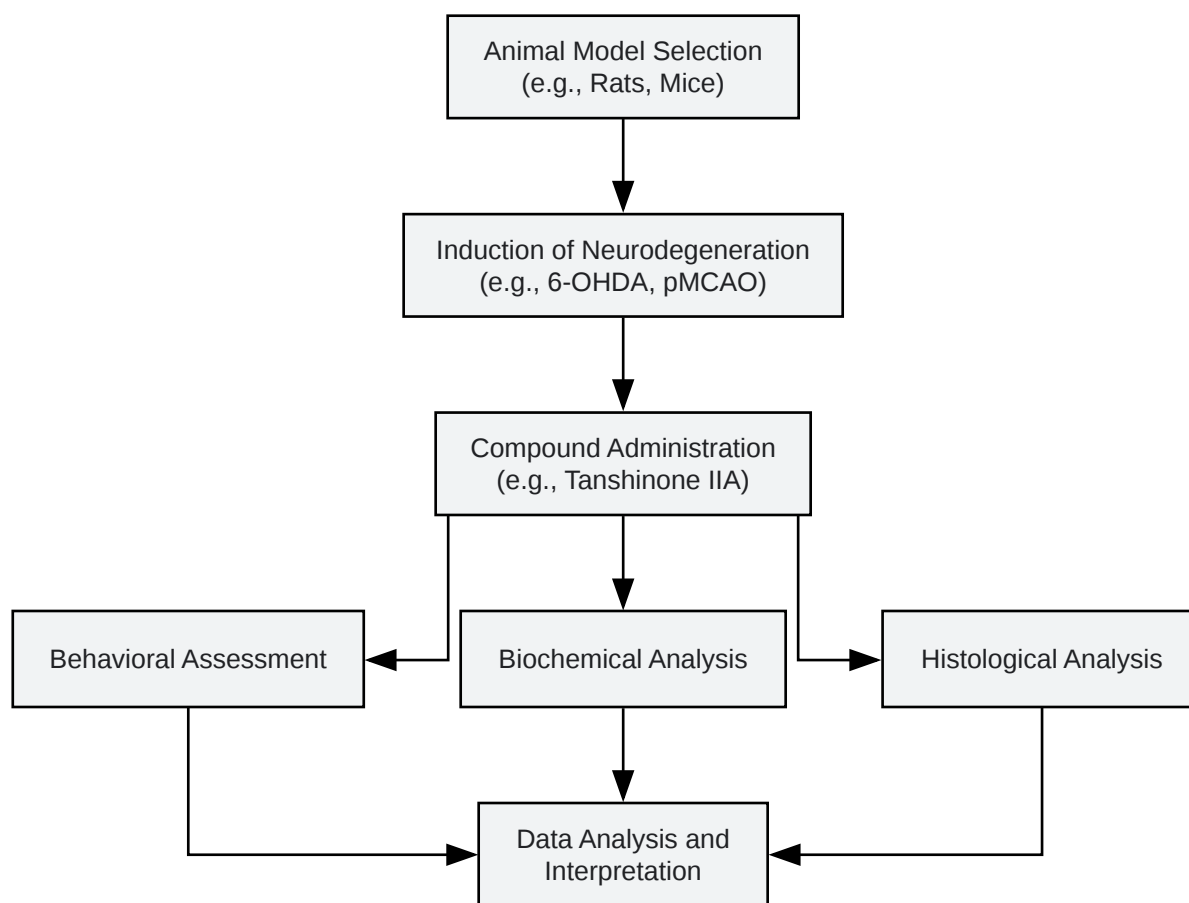 Animal Model Selection
(e.g., Rats, Mice)
Induction of Neurodegeneration
(e.g., 6-OHDA, pMCAO)
Compound Administration
(e.g., Tanshinone IIA)
Behavioral Assessment
Biochemical Analysis
Histological Analysis
Data Analysis and
Interpretation